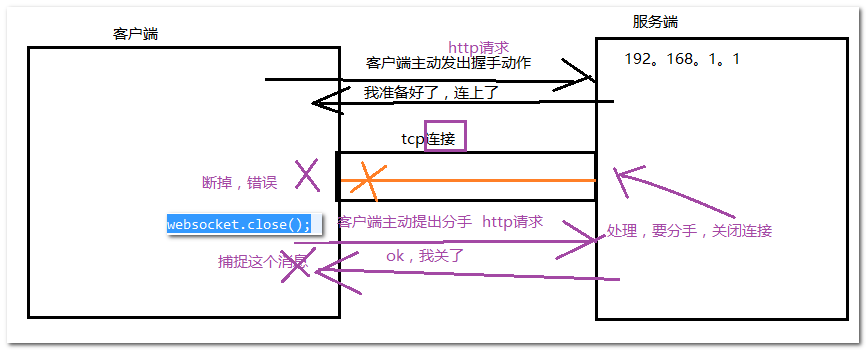 客户端
服务端
http请求
客户端主动发出握手动作
192。168。1。1
我准备好了，连上了
tcp连接
断掉，错误
websocket.close();
客户端主动提出分手 http请求
处理，要分手，关闭连接
捕捉这个消息
ok，我关了